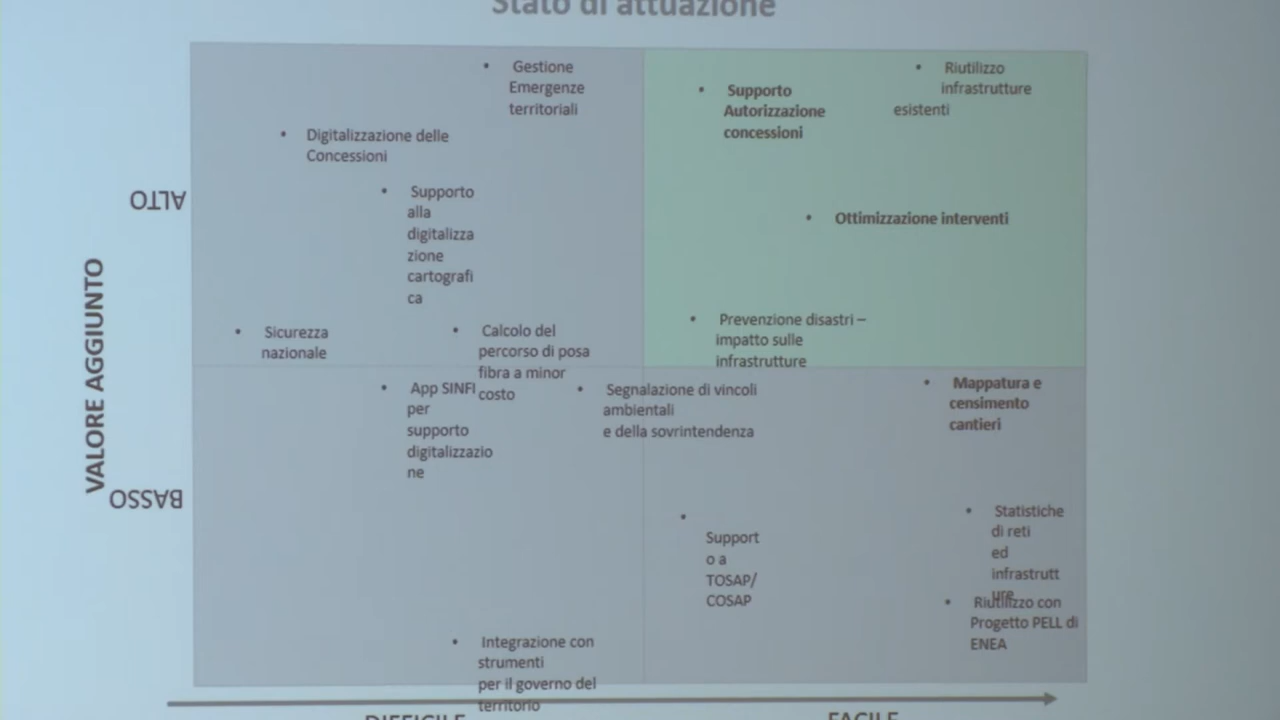 Stato di attuazione
• Gestione
Emergenze
territoriali
• Digitalizzazione delle
Concessioni
• Supporto
alla
digitalizza
zione
cartografi
ca
• Sicurezza
nazionale
• Calcolo del
percorso di posa
fibra a minor
costo
• Supporto
Autorizzazione
concessioni
• Riutilizzo
infrastrutture
esistenti
• Ottimizzazione interventi
• Prevenzione disastri –
impatto sulle
infrastrutture
ALTO
VALORE AGGIUNTO
BASSO
• App SINFI
per
supporto
digitalizzazio
ne
• Segnalazione di vincoli
ambientali
e della sovrintendenza
• Mappatura e
censimento
cantieri
•
Support
o a
TOSAP/
COSAP
• Statistiche
di reti
ed
infrastrutt
ure
• Riutilizzo con
Progetto PELL di
ENEA
• Integrazione con
strumenti
per il governo del
territorio
DIFFICILE
FACILE